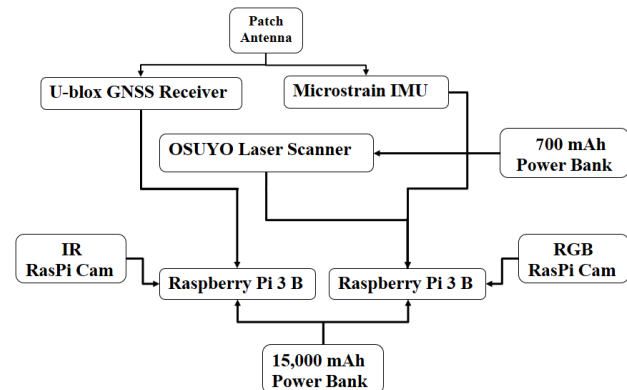 Patch
Antenna
U-blox GNSS Receiver
Microstrain IMU
OSUYO Laser Scanner
700 mAh
Power Bank
IR
RasPi Cam
Raspberry Pi 3 B
Raspberry Pi 3 B
RGB
RasPi Cam
15,000 mAh
Power Bank